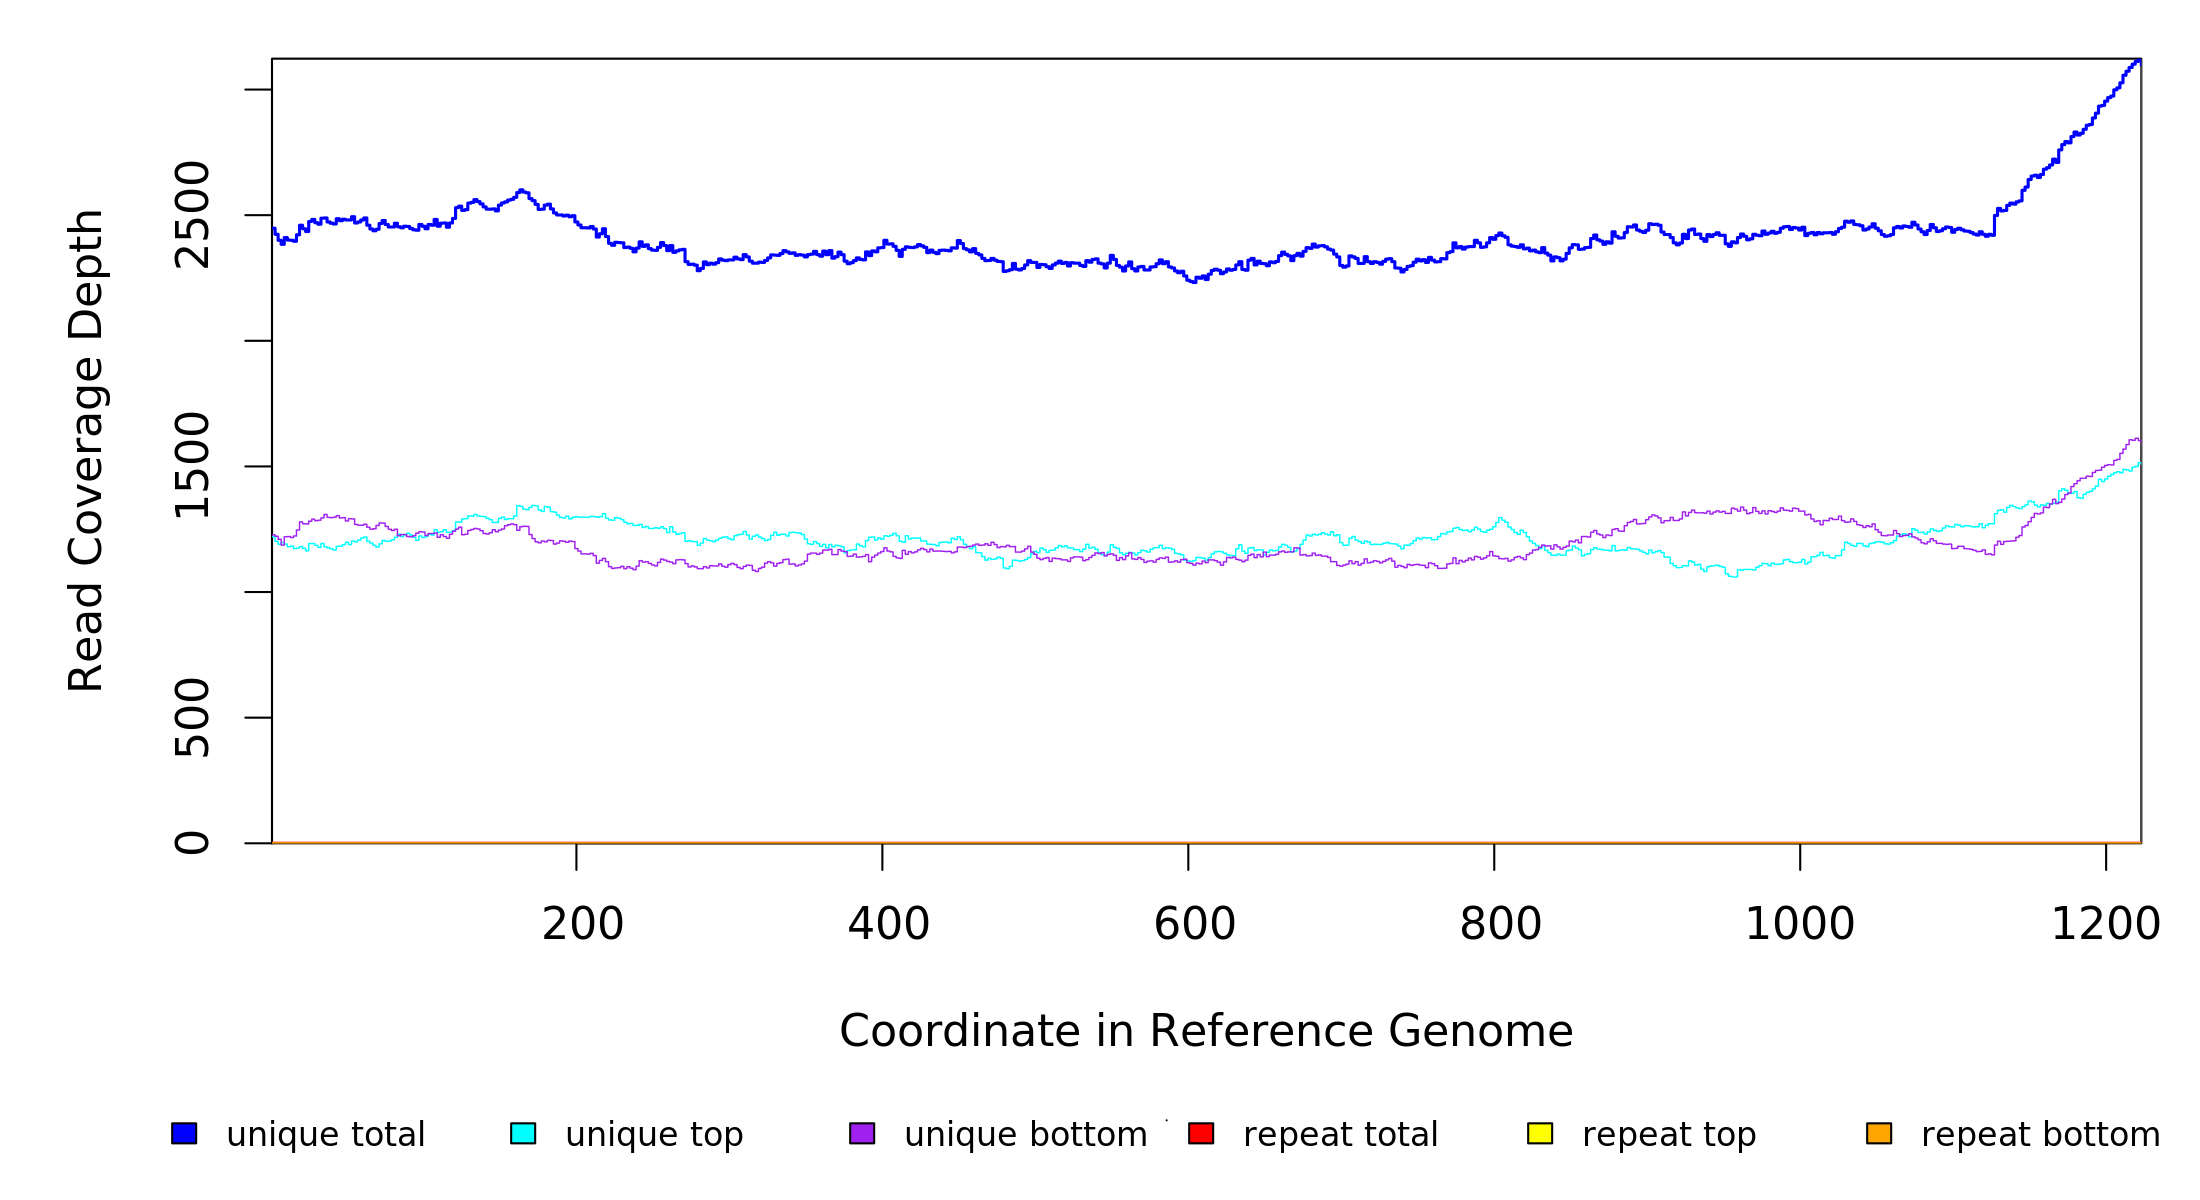 Read Coverage Depth
2500
1500
500
0
200 400 600 800 1000 1200
Coordinate in Reference Genome
unique total unique top unique bottom repeat total repeat top repeat bottom